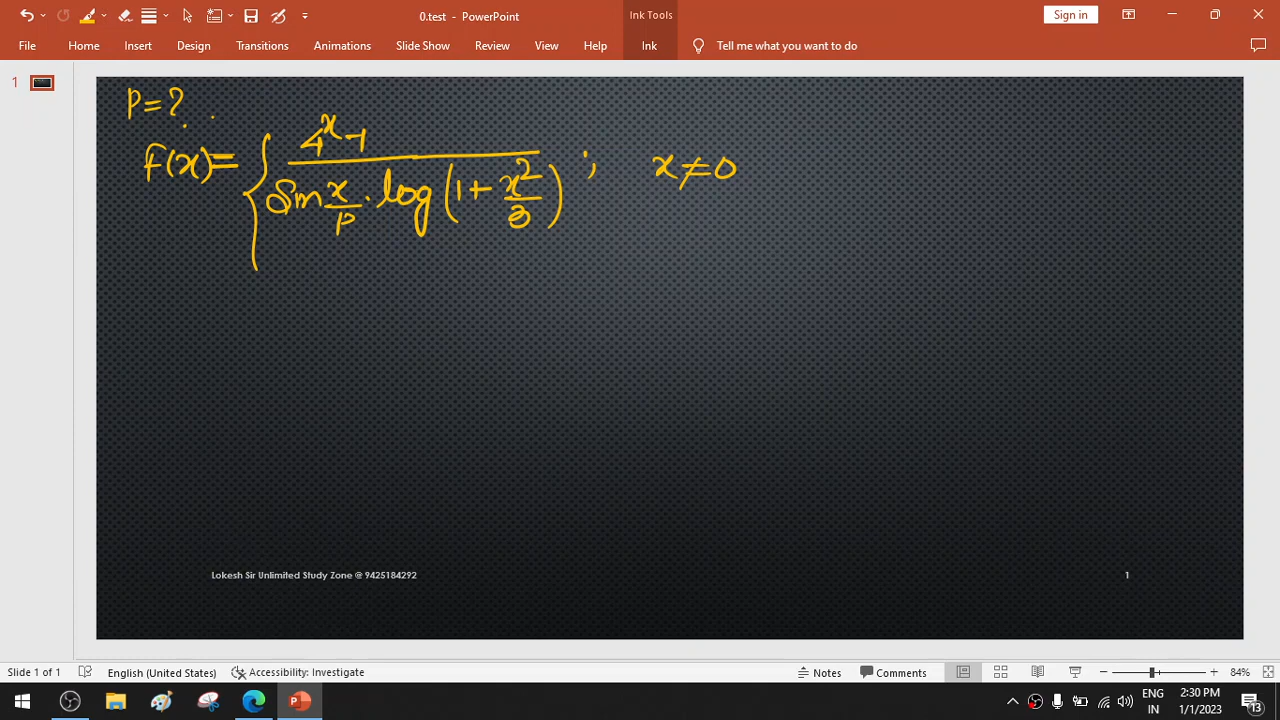 0.test - PowerPoint
Ink Tools
Sign in
File Home Insert Design Transitions Animations Slide Show Review View Help Ink Tell me what you want to do
1
P=?
f(x)= { 4^x-1 / Sin x/p . log(1+x^2/3) ; x≠0
Lokesh Sir Unlimited Study Zone @ 9425184292
1
Slide 1 of 1 English (United States) Accessibility: Investigate Notes Comments 84%
ENG 2:30 PM
IN 1/1/2023 13